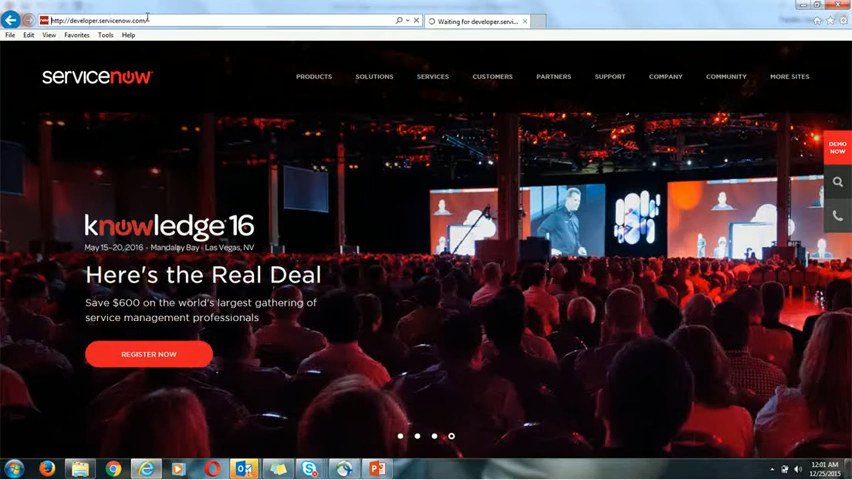 http://developer.servicenow.com/
Waiting for developer.servi...
File Edit View Favorites Tools Help
servicenow
PRODUCTS SOLUTIONS SERVICES CUSTOMERS PARTNERS SUPPORT COMPANY COMMUNITY MORE SITES
DEMO
NOW
knowledge16
May 15-20, 2016 - Mandalay Bay - Las Vegas, NV
Here's the Real Deal
Save $600 on the world's largest gathering of
service management professionals
REGISTER NOW
12:01 AM
12/25/2015